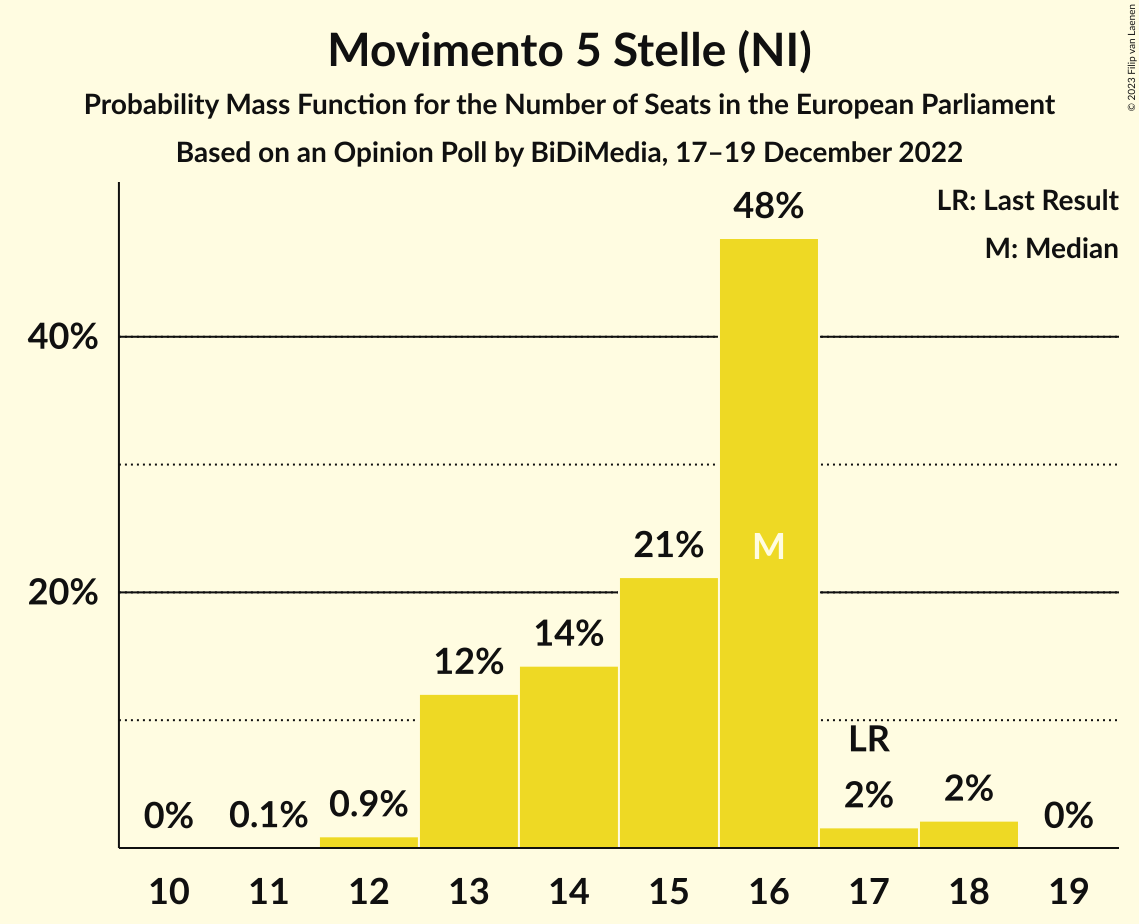 Movimento 5 Stelle (NI)
Probability Mass Function for the Number of Seats in the European Parliament
Based on an Opinion Poll by BiDiMedia, 17–19 December 2022
© 2023 Filip van Laenen
LR: Last Result
M: Median
40%
20%
0%
0.1%
0.9%
12%
14%
21%
48%
M
LR
2%
2%
0%
10 11 12 13 14 15 16 17 18 19